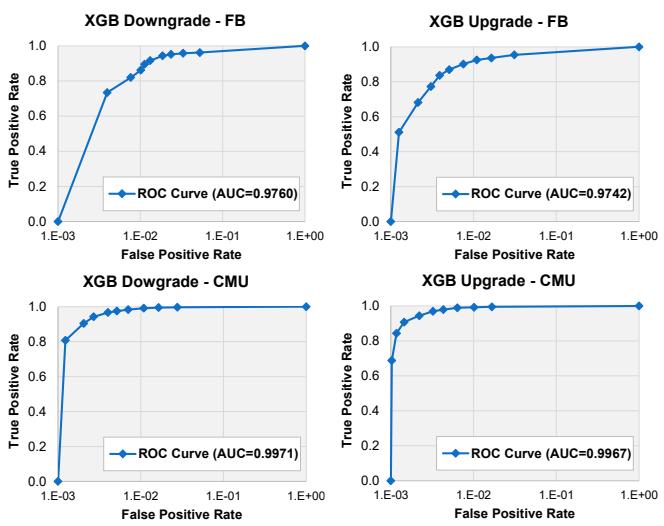 XGB Downgrade - FB
1.0
0.8
0.6
0.4
0.2
0.0
True Positive Rate
ROC Curve (AUC=0.9760)
1.E-03 1.E-02 1.E-01 1.E+00
False Positive Rate
XGB Upgrade - FB
1.0
0.8
0.6
0.4
0.2
0.0
True Positive Rate
ROC Curve (AUC=0.9742)
1.E-03 1.E-02 1.E-01 1.E+00
False Positive Rate
XGB Dowgrade - CMU
1.0
0.8
0.6
0.4
0.2
0.0
True Positive Rate
ROC Curve (AUC=0.9971)
1.E-03 1.E-02 1.E-01 1.E+00
False Positive Rate
XGB Upgrade - CMU
1.0
0.8
0.6
0.4
0.2
0.0
True Positive Rate
ROC Curve (AUC=0.9967)
1.E-03 1.E-02 1.E-01 1.E+00
False Positive Rate